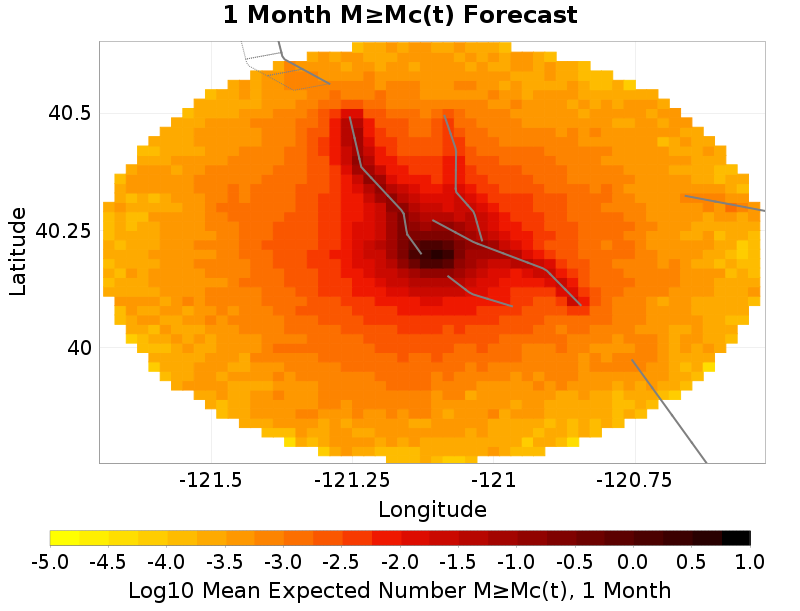 1 Month M≥Mc(t) Forecast
Latitude
40.5
40.25
40
-121.5 -121.25 -121 -120.75
Longitude
-5.0 -4.5 -4.0 -3.5 -3.0 -2.5 -2.0 -1.5 -1.0 -0.5 0.0 0.5 1.0
Log10 Mean Expected Number M≥Mc(t), 1 Month